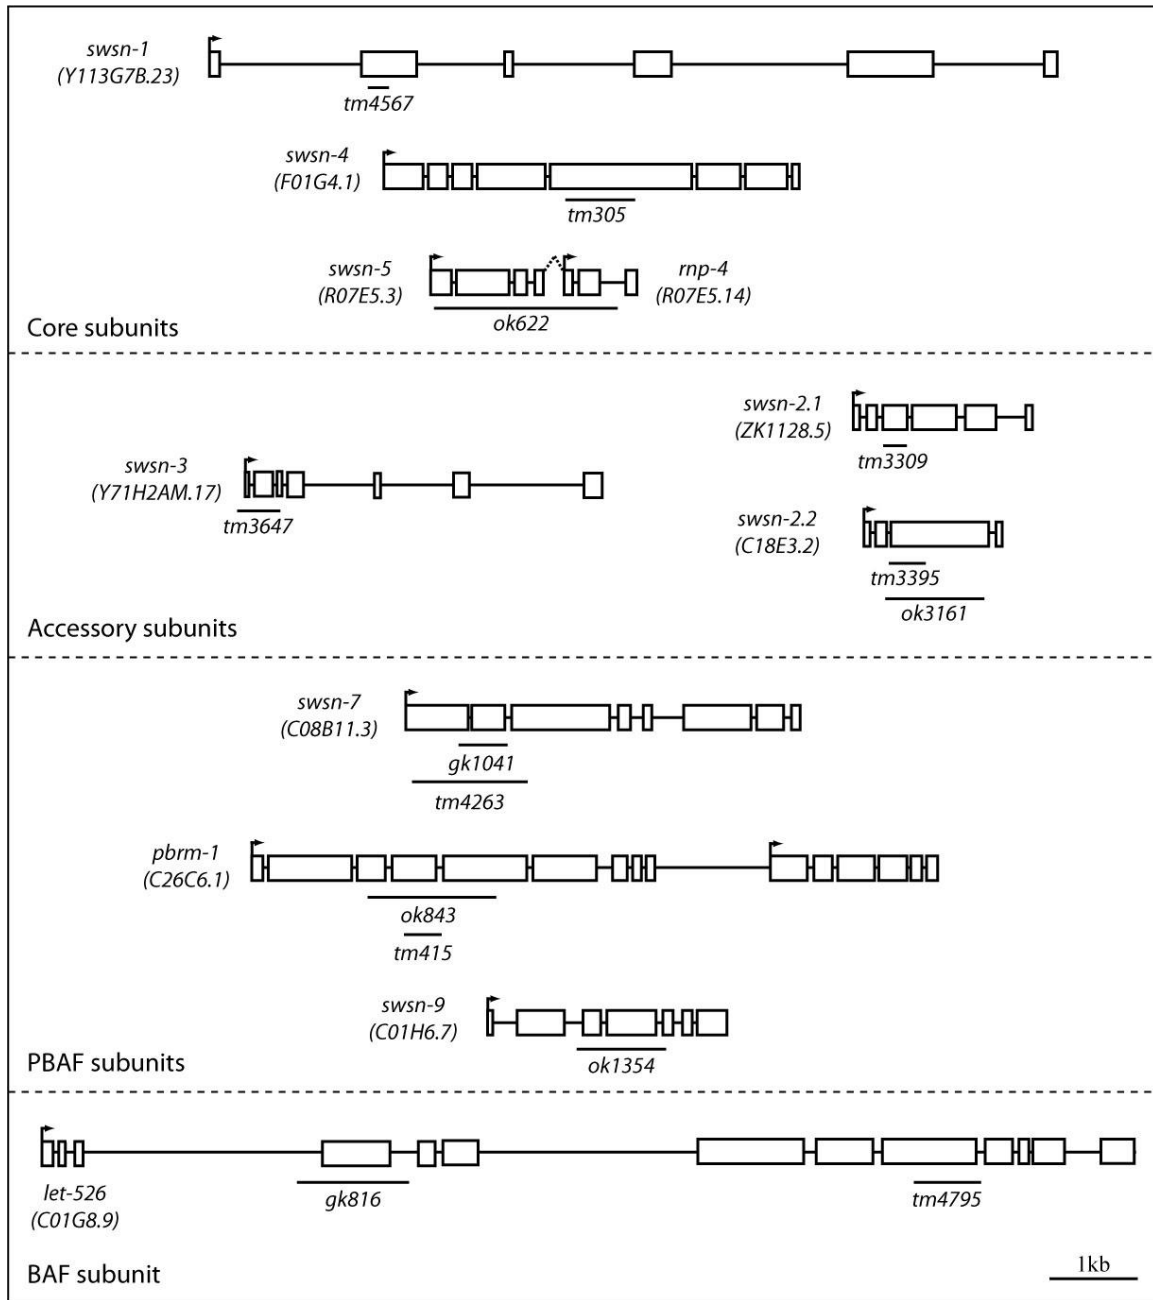 swsn-1
(Y113G7B.23)
tm4567
swsn-4
(F01G4.1)
tm305
swsn-5
(R07E5.3)
rnp-4
(R07E5.14)
ok622
Core subunits
swsn-2.1
(ZK1128.5)
tm3309
swsn-3
(Y71H2AM.17)
tm3647
swsn-2.2
(C18E3.2)
tm3395
ok3161
Accessory subunits
swsn-7
(C08B11.3)
gk1041
tm4263
pbrm-1
(C26C6.1)
ok843
tm415
swsn-9
(C01H6.7)
ok1354
PBAF subunits
let-526
(C01G8.9)
gk816
tm4795
1kb
BAF subunit